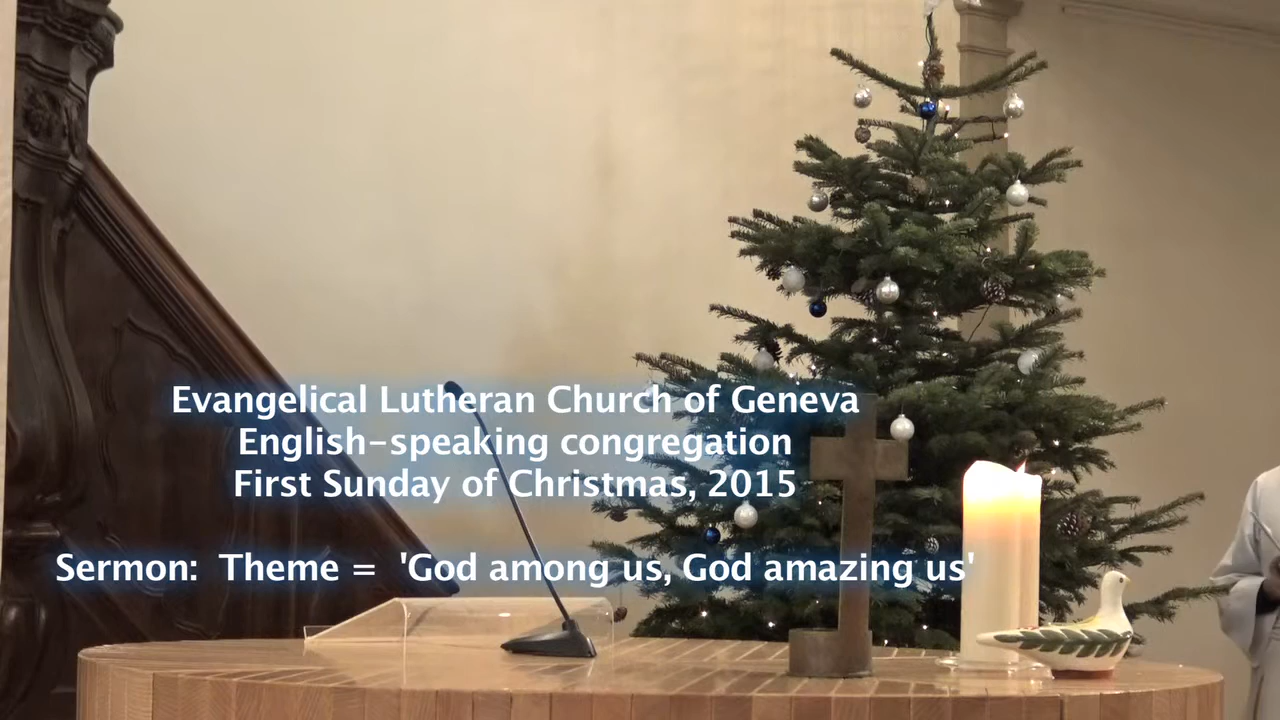 Evangelical Lutheran Church of Geneva
English-speaking congregation
First Sunday of Christmas, 2015
Sermon: Theme = 'God among us, God amazing us'